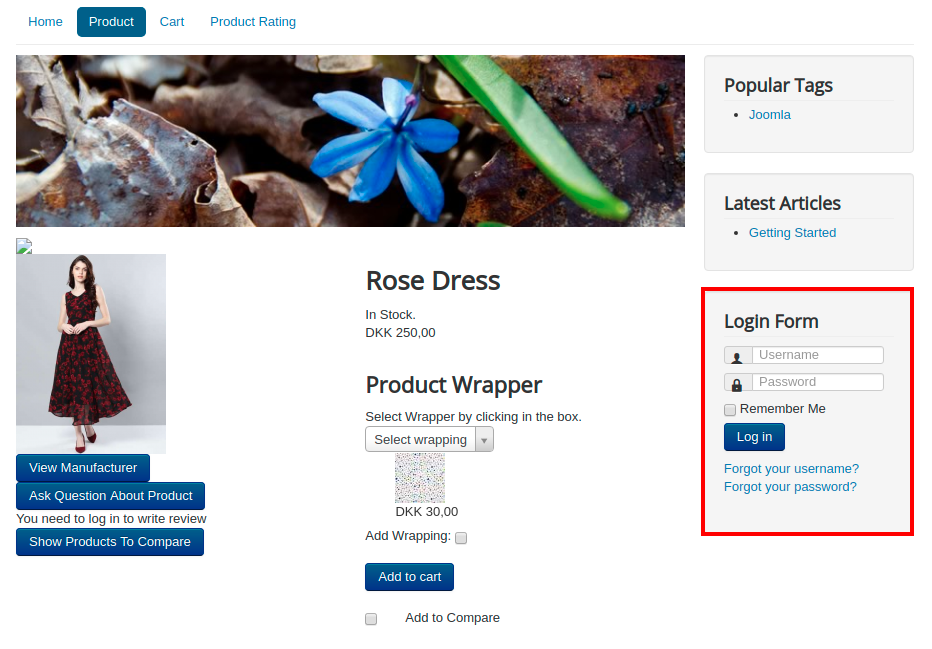 Home
Product
Cart
Product Rating
Popular Tags
Joomla
Latest Articles
Getting Started
Login Form
Username
Password
Remember Me
Log in
Forgot your username?
Forgot your password?
View Manufacturer
Ask Question About Product
You need to log in to write review
Show Products To Compare
Rose Dress
In Stock.
DKK 250,00
Product Wrapper
Select Wrapper by clicking in the box.
Select wrapping
DKK 30,00
Add Wrapping:
Add to cart
Add to Compare